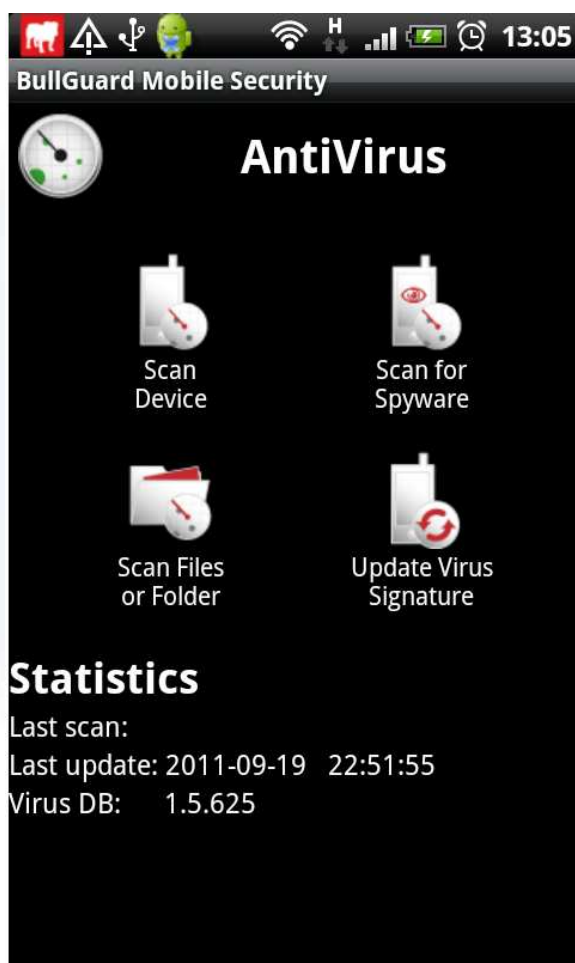 H 13:05
BullGuard Mobile Security
AntiVirus
Scan
Device
Scan for
Spyware
Scan Files
or Folder
Update Virus
Signature
Statistics
Last scan:
Last update: 2011-09-19 22:51:55
Virus DB: 1.5.625